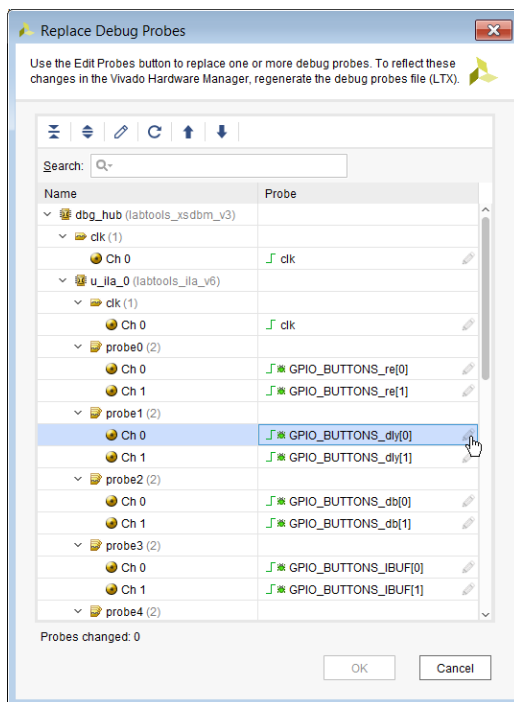 Replace Debug Probes
Use the Edit Probes button to replace one or more debug probes. To reflect these
changes in the Vivado Hardware Manager, regenerate the debug probes file (LTX).
Search:
Name Probe
dbg_hub (labtools_xsdbm_v3)
clk (1)
Ch 0 clk
u_ila_0 (labtools_ila_v6)
clk (1)
Ch 0 clk
probe0 (2)
Ch 0 GPIO_BUTTONS_re[0]
Ch 1 GPIO_BUTTONS_re[1]
probe1 (2)
Ch 0 GPIO_BUTTONS_dly[0]
Ch 1 GPIO_BUTTONS_dly[1]
probe2 (2)
Ch 0 GPIO_BUTTONS_db[0]
Ch 1 GPIO_BUTTONS_db[1]
probe3 (2)
Ch 0 GPIO_BUTTONS_IBUF[0]
Ch 1 GPIO_BUTTONS_IBUF[1]
probe4 (2)
Probes changed: 0
OK Cancel